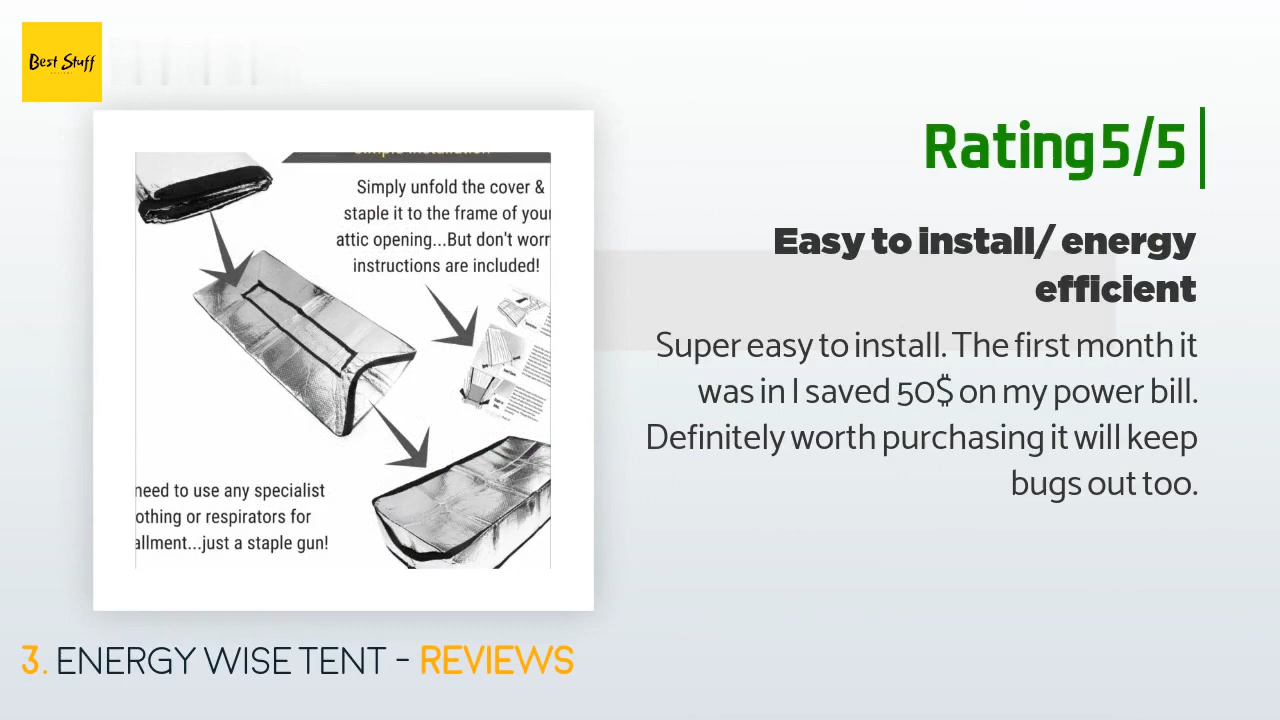 Best Stuff
Rating 5/5
Easy to install/ energy
efficient
Super easy to install. The first month it
was in I saved 50$ on my power bill.
Definitely worth purchasing it will keep
bugs out too.
Simply unfold the cover &
staple it to the frame of your
attic opening...But don't worr
instructions are included!
need to use any specialist
othing or respirators for
allment...just a staple gun!
3. ENERGY WISE TENT - REVIEWS